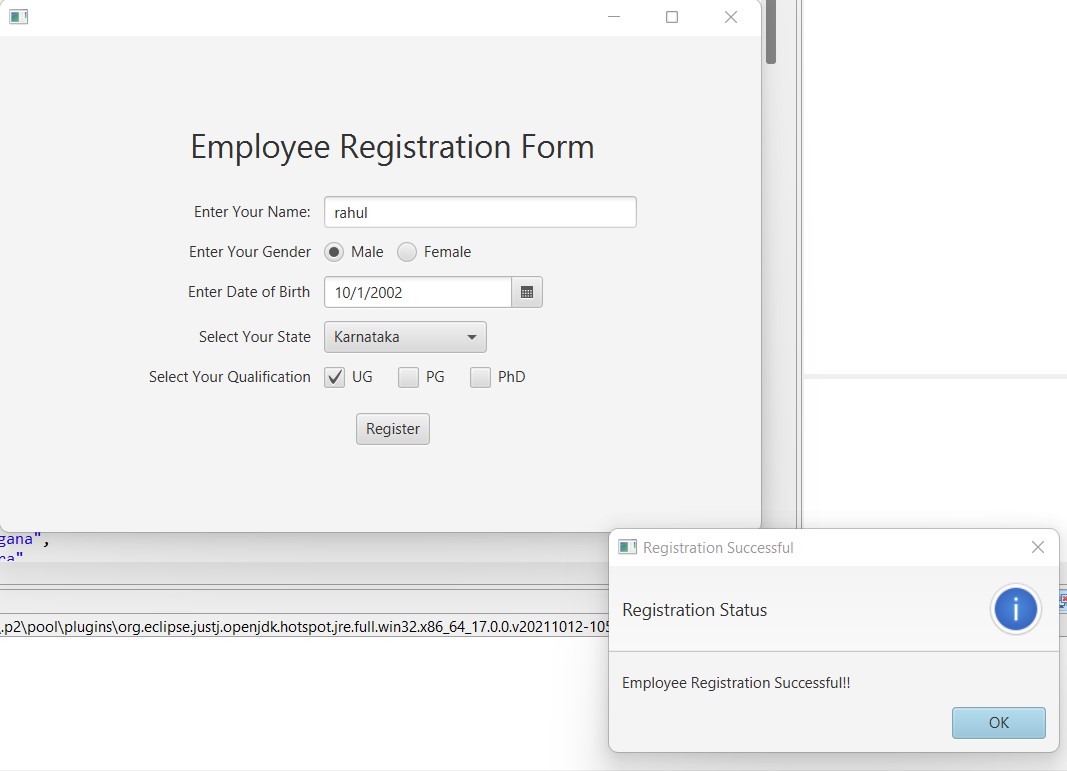 Employee Registration Form
Enter Your Name: rahul
Enter Your Gender Male Female
Enter Date of Birth 10/1/2002
Select Your State Karnataka
Select Your Qualification UG PG PhD
Register
gana",
ra"
.p2\pool\plugins\org.eclipse.justj.openjdk.hotspot.jre.full.win32.x86_64_17.0.0.v20211012-105
Registration Successful
Registration Status
Employee Registration Successful!!
OK